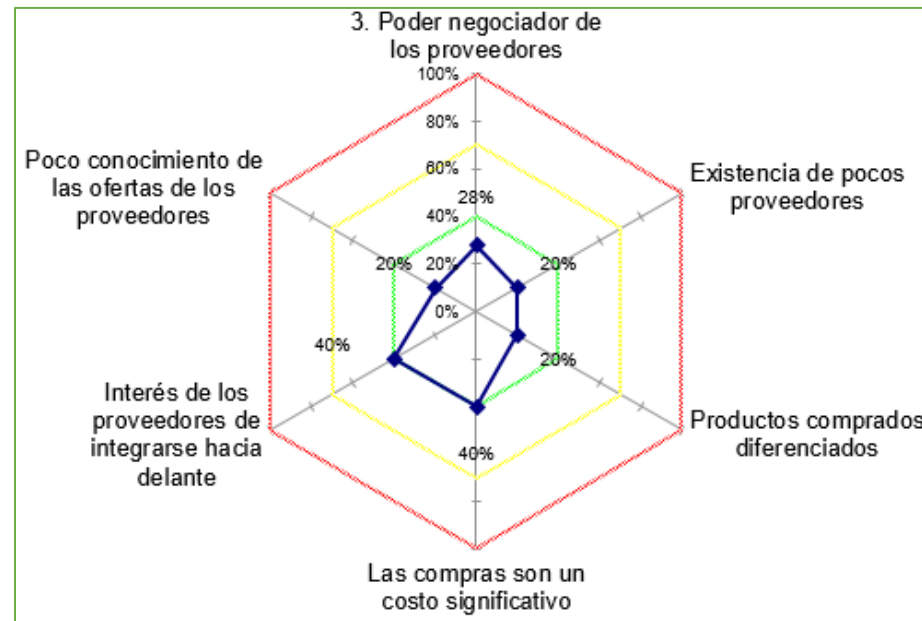 3. Poder negociador de
los proveedores
100%
80%
60%
28%
40%
20%
0%
Existencia de pocos
proveedores
20%
Productos comprados
diferenciados
20%
Las compras son un
costo significativo
40%
Interés de los
proveedores de
integrarse hacia
delante
40%
Poco conocimiento de
las ofertas de los
proveedores
20%